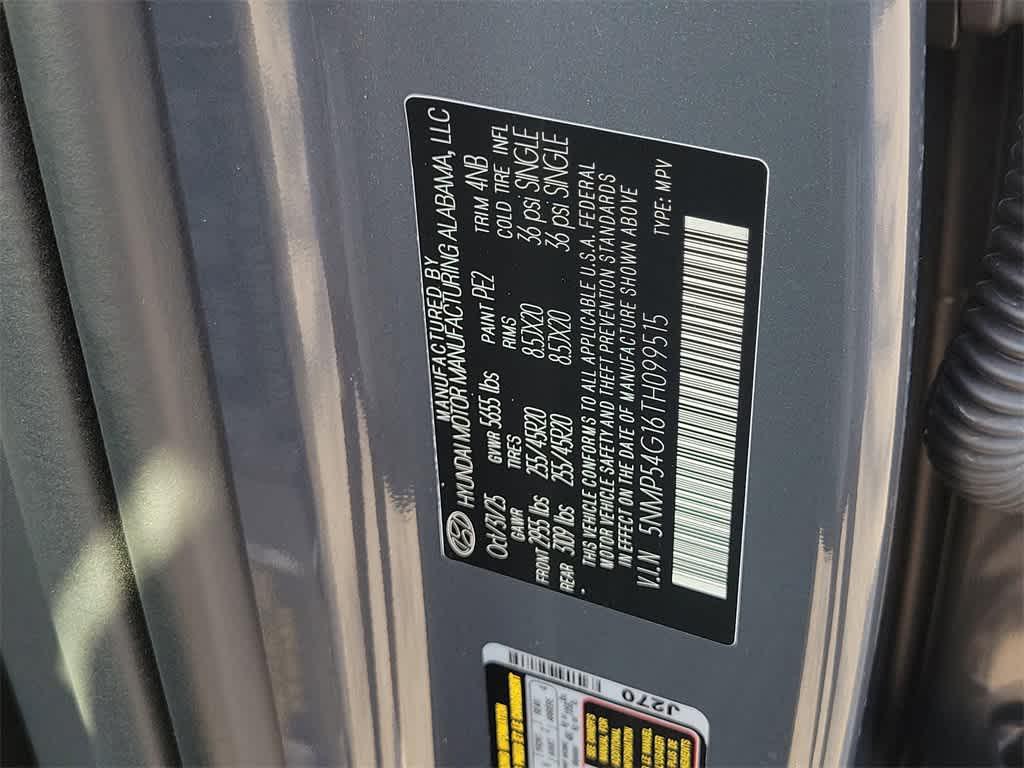 MANUFACTURED BY
HYUNDAI MOTOR MANUFACTURING ALABAMA, LLC
Oct/31/25 GVWR 5655 lbs PAINT PE2 TRIM 4NB
GAWR TIRES RIMS COLD TIRE INFL
FRONT 2955 lbs 255/45R20 8.5JX20 36 psi SINGLE
REAR 3109 lbs 255/45R20 8.5JX20 36 psi SINGLE
THIS VEHICLE CONFORMS TO ALL APPLICABLE U.S.A. FEDERAL
MOTOR VEHICLE SAFETY AND THEFT PREVENTION STANDARDS
IN EFFECT ON THE DATE OF MANUFACTURE SHOWN ABOVE
V.I.N 5NMP54G16TH099515 TYPE: MPV
J270